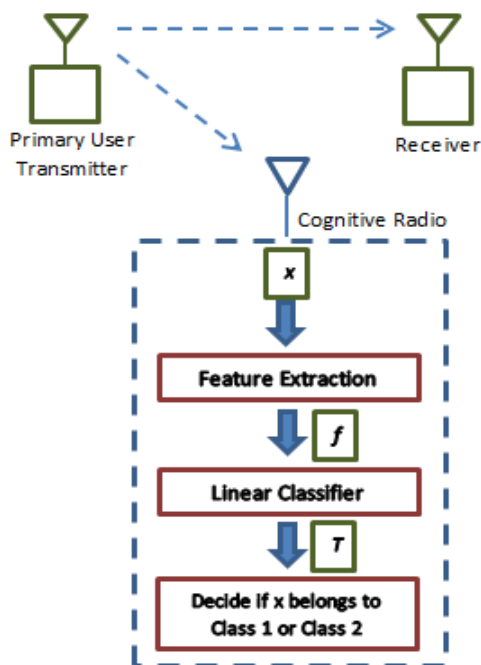 Primary User
Transmitter
Receiver
Cognitive Radio
x
Feature Extraction
f
Linear Classifier
T
Decide if x belongs to
Class 1 or Class 2